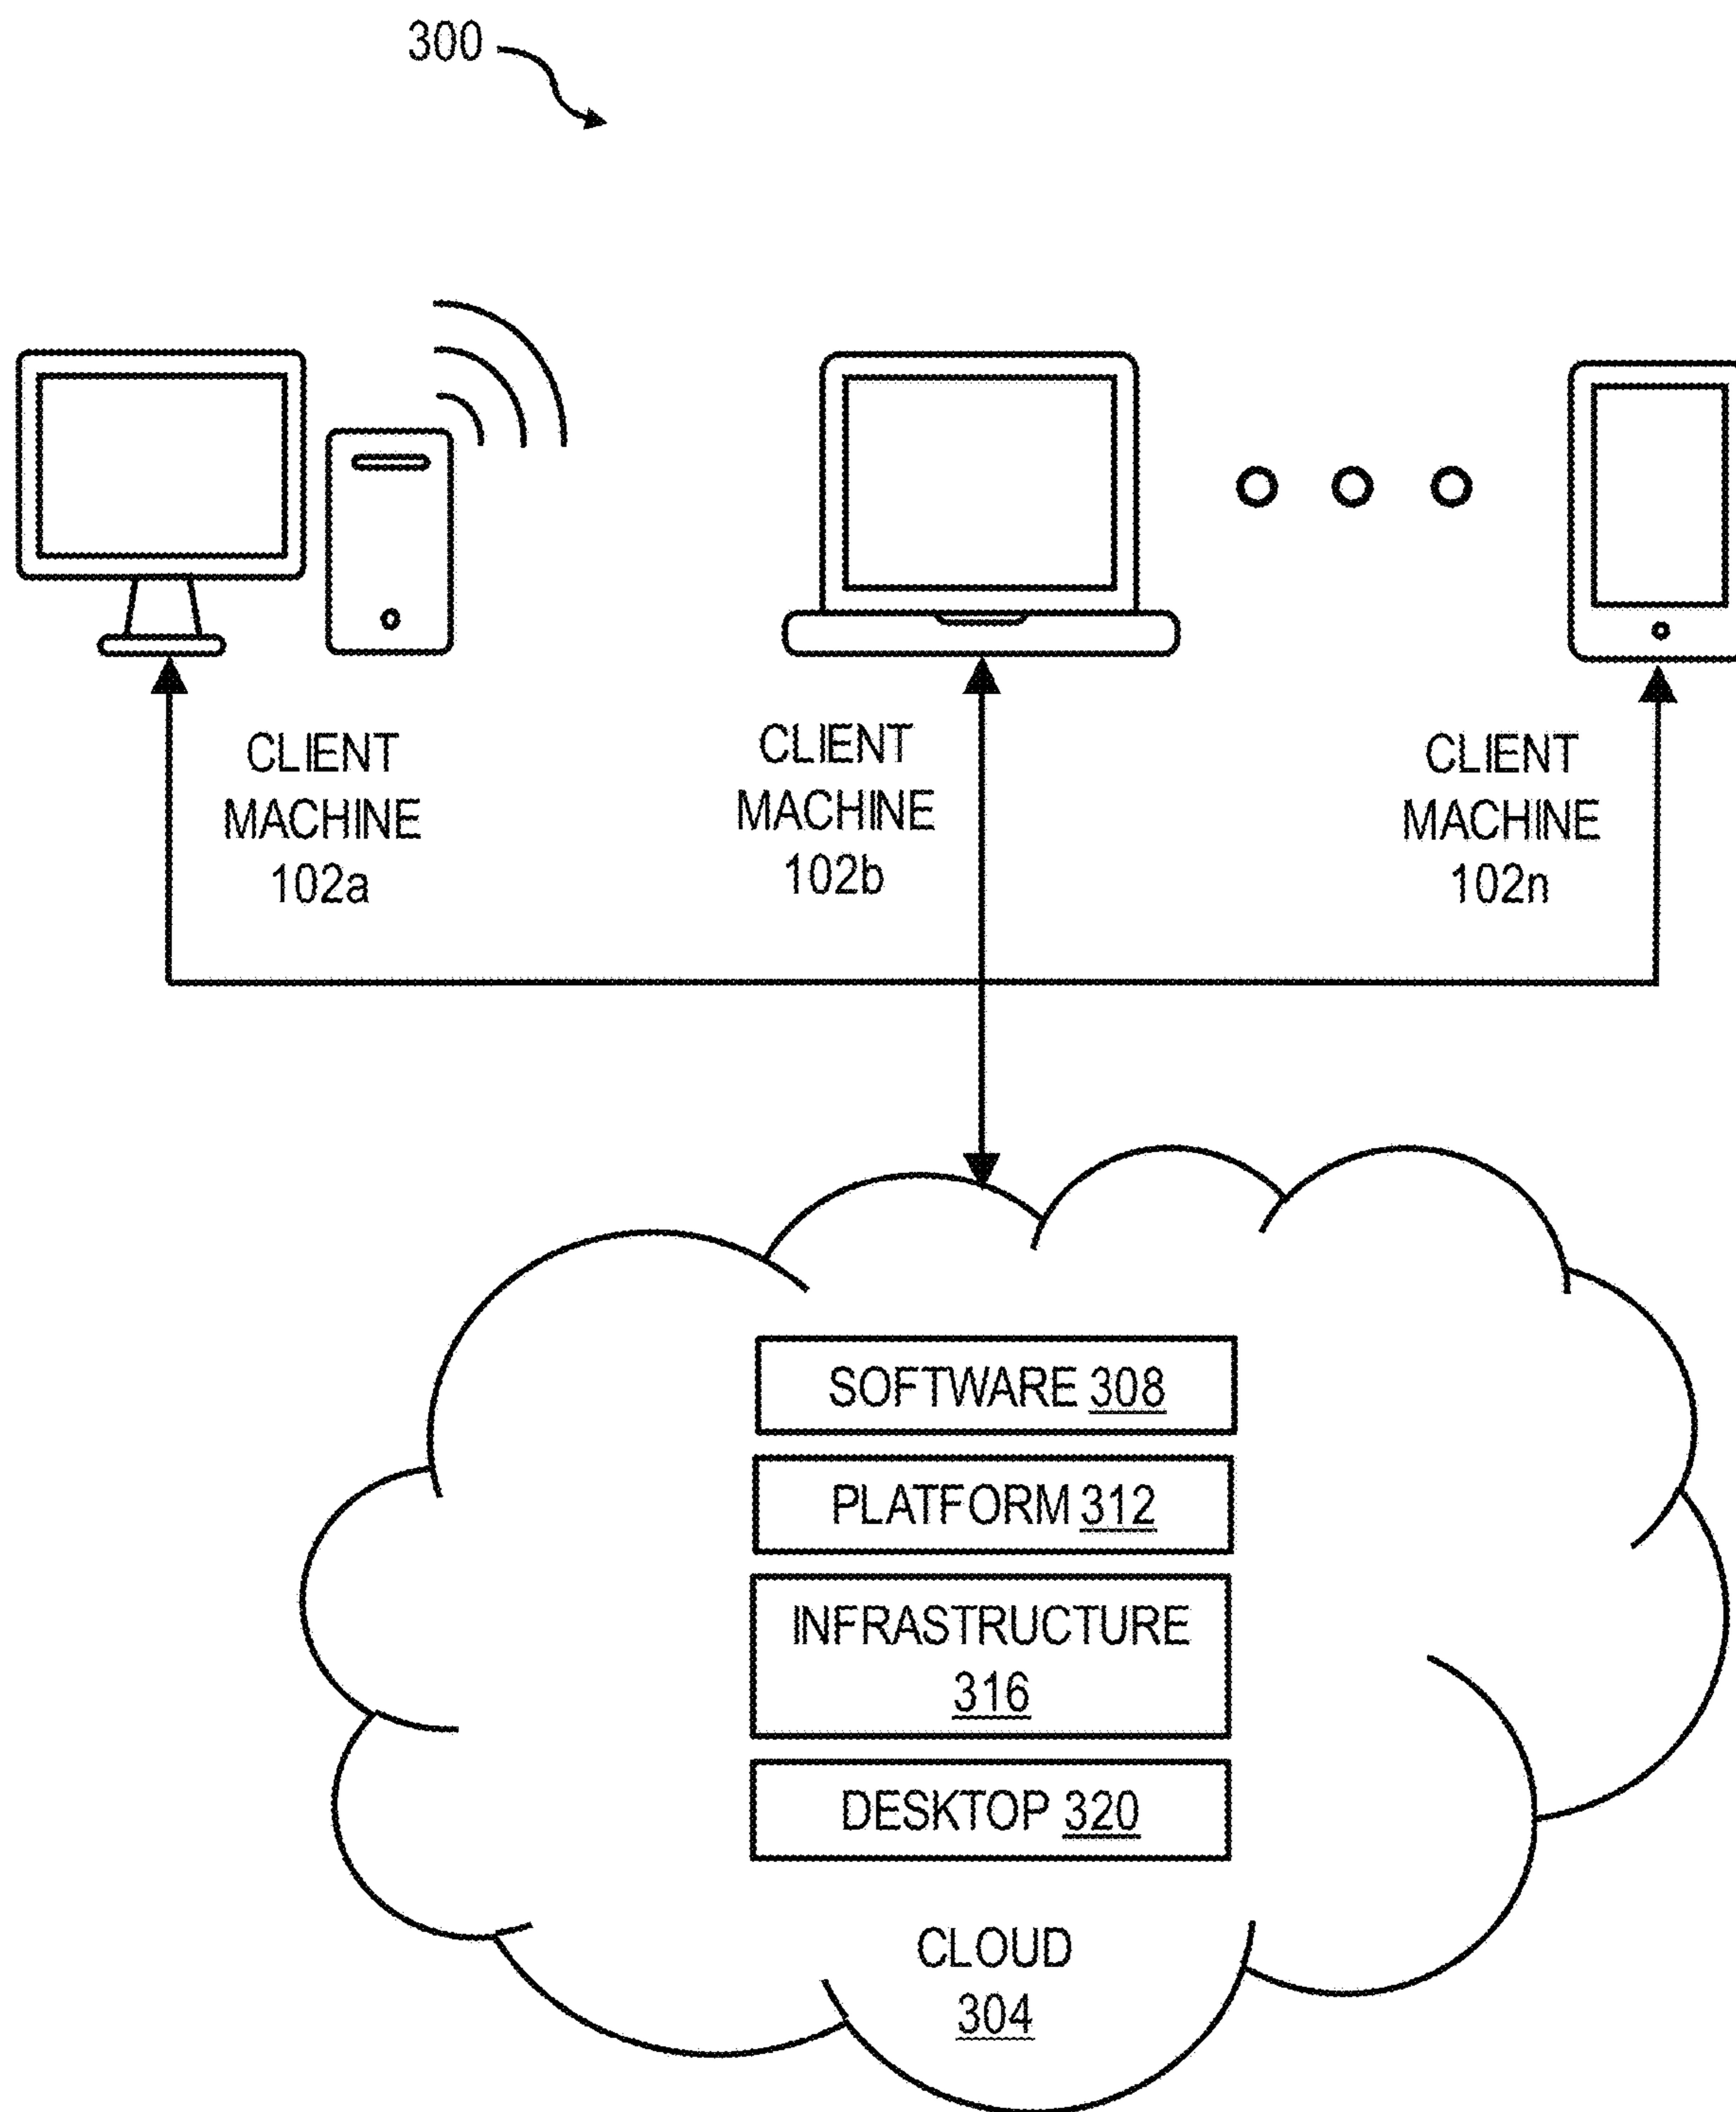 300
CLIENT
MACHINE
102a
CLIENT
MACHINE
102b
CLIENT
MACHINE
102n
SOFTWARE 308
PLATFORM 312
INFRASTRUCTURE
316
DESKTOP 320
CLOUD
304